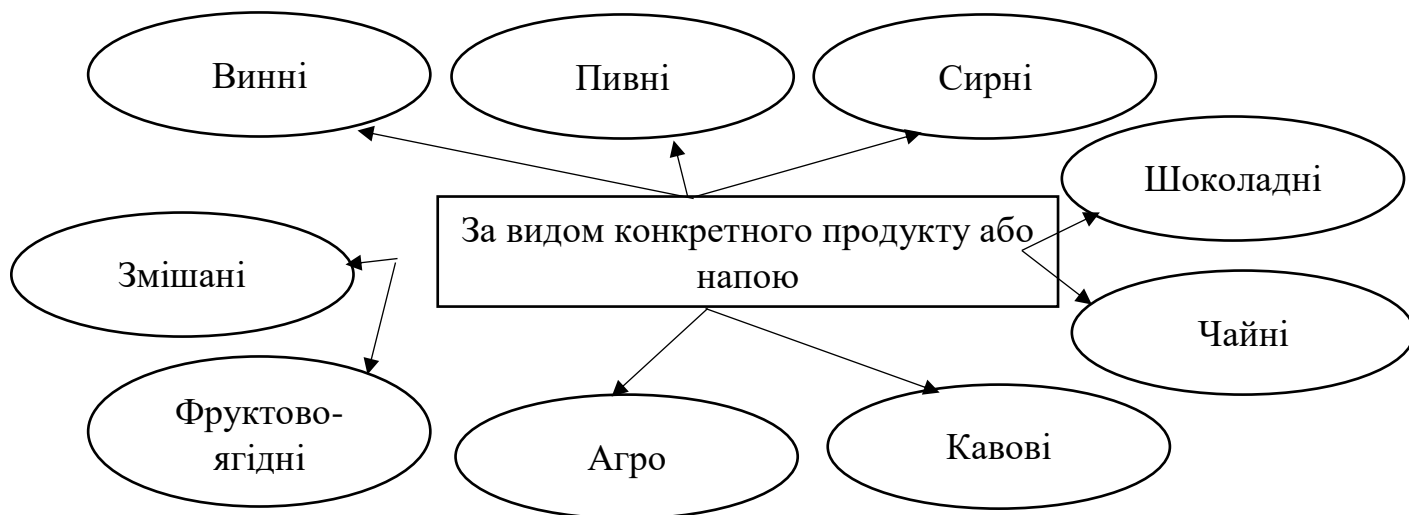 Винні
Пивні
Сирні
Шоколадні
За видом конкретного продукту або
напою
Змішані
Чайні
Фруктово-
ягідні
Агро
Кавові